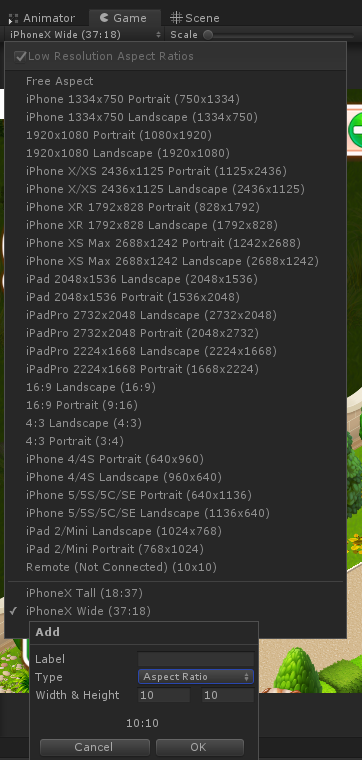 Animator Game Scene
iPhoneX Wide (37:18) Scale
Low Resolution Aspect Ratios
Free Aspect
iPhone 1334x750 Portrait (750x1334)
iPhone 1334x750 Landscape (1334x750)
1920x1080 Portrait (1080x1920)
1920x1080 Landscape (1920x1080)
iPhone X/XS 2436x1125 Portrait (1125x2436)
iPhone X/XS 2436x1125 Landscape (2436x1125)
iPhone XR 1792x828 Portrait (828x1792)
iPhone XR 1792x828 Landscape (1792x828)
iPhone XS Max 2688x1242 Portrait (1242x2688)
iPhone XS Max 2688x1242 Landscape (2688x1242)
iPad 2048x1536 Landscape (2048x1536)
iPad 2048x1536 Portrait (1536x2048)
iPadPro 2732x2048 Landscape (2732x2048)
iPadPro 2732x2048 Portrait (2048x2732)
iPadPro 2224x1668 Landscape (2224x1668)
iPadPro 2224x1668 Portrait (1668x2224)
16:9 Landscape (16:9)
16:9 Portrait (9:16)
4:3 Landscape (4:3)
4:3 Portrait (3:4)
iPhone 4/4S Portrait (640x960)
iPhone 4/4S Landscape (960x640)
iPhone 5/5S/5C/SE Portrait (640x1136)
iPhone 5/5S/5C/SE Landscape (1136x640)
iPad 2/Mini Landscape (1024x768)
iPad 2/Mini Portrait (768x1024)
Remote (Not Connected) (10x10)
iPhoneX Tall (18:37)
iPhoneX Wide (37:18)
Add
Label
Type Aspect Ratio
Width & Height 10 10
10:10
Cancel OK